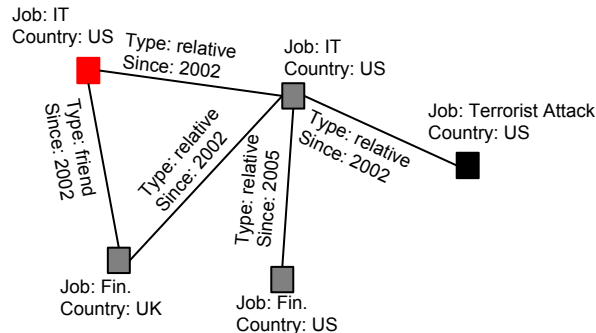 Job: IT
Country: US
Type: relative
Since: 2002
Job: IT
Country: US
Job: Terrorist Attack
Country: US
Type: friend
Since: 2002
Type: relative
Since: 2002
Type: relative
Since: 2005
Type: relative
Since: 2002
Job: Fin.
Country: UK
Job: Fin.
Country: US